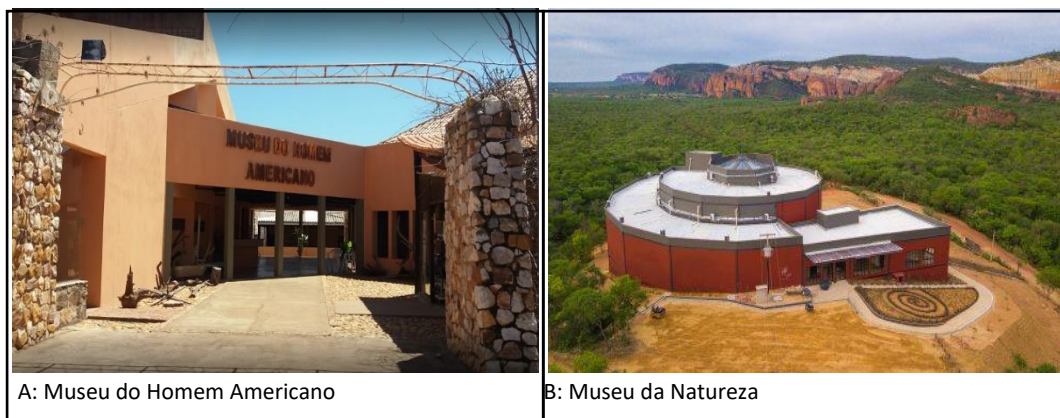 MUSEU DO HOMEM
AMERICANO
A: Museu do Homem Americano
B: Museu da Natureza